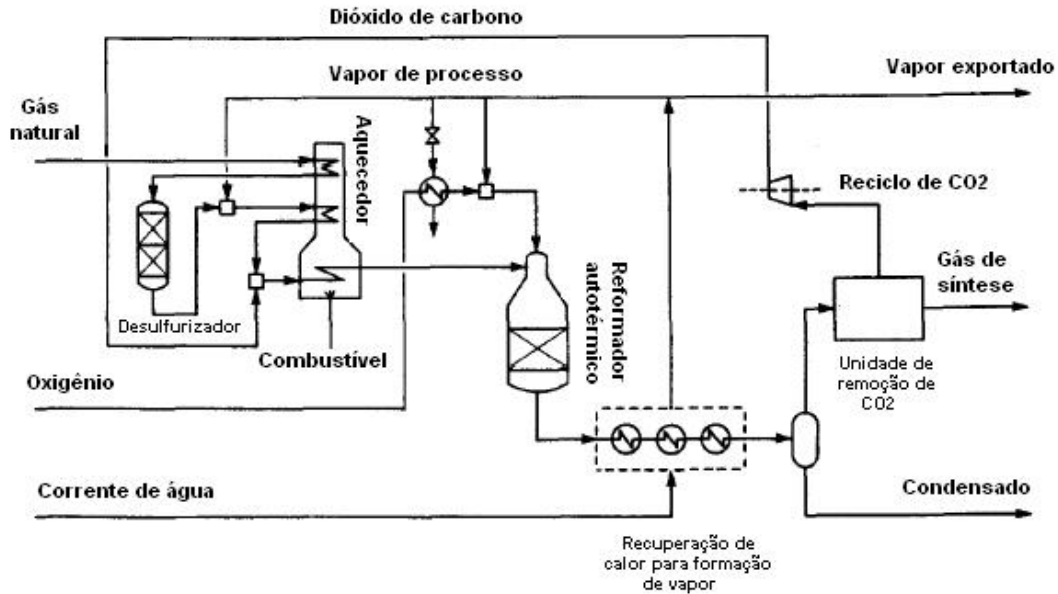 Dióxido de carbono
Vapor de processo
Vapor exportado
Gás
natural
Aquecedor
Reciclo de CO2
Gás de
síntese
Reformador
autotérmico
Desulfurizador
Combustível
Unidade de
remoção de
CO2
Oxigênio
Corrente de água
Condensado
Recuperação de
calor para formação
de vapor